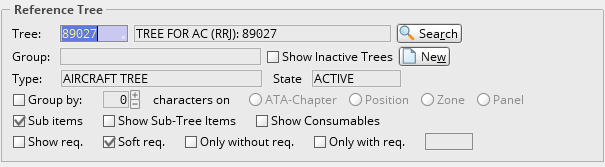 Reference Tree
Tree: 89027 TREE FOR AC (RRJ): 89027 Search
Group: Show Inactive Trees New
Type: AIRCRAFT TREE State ACTIVE
Group by: 0 characters on ATA-Chapter Position Zone Panel
Sub items Show Sub-Tree Items Show Consumables
Show req. Soft req. Only without req. Only with req.